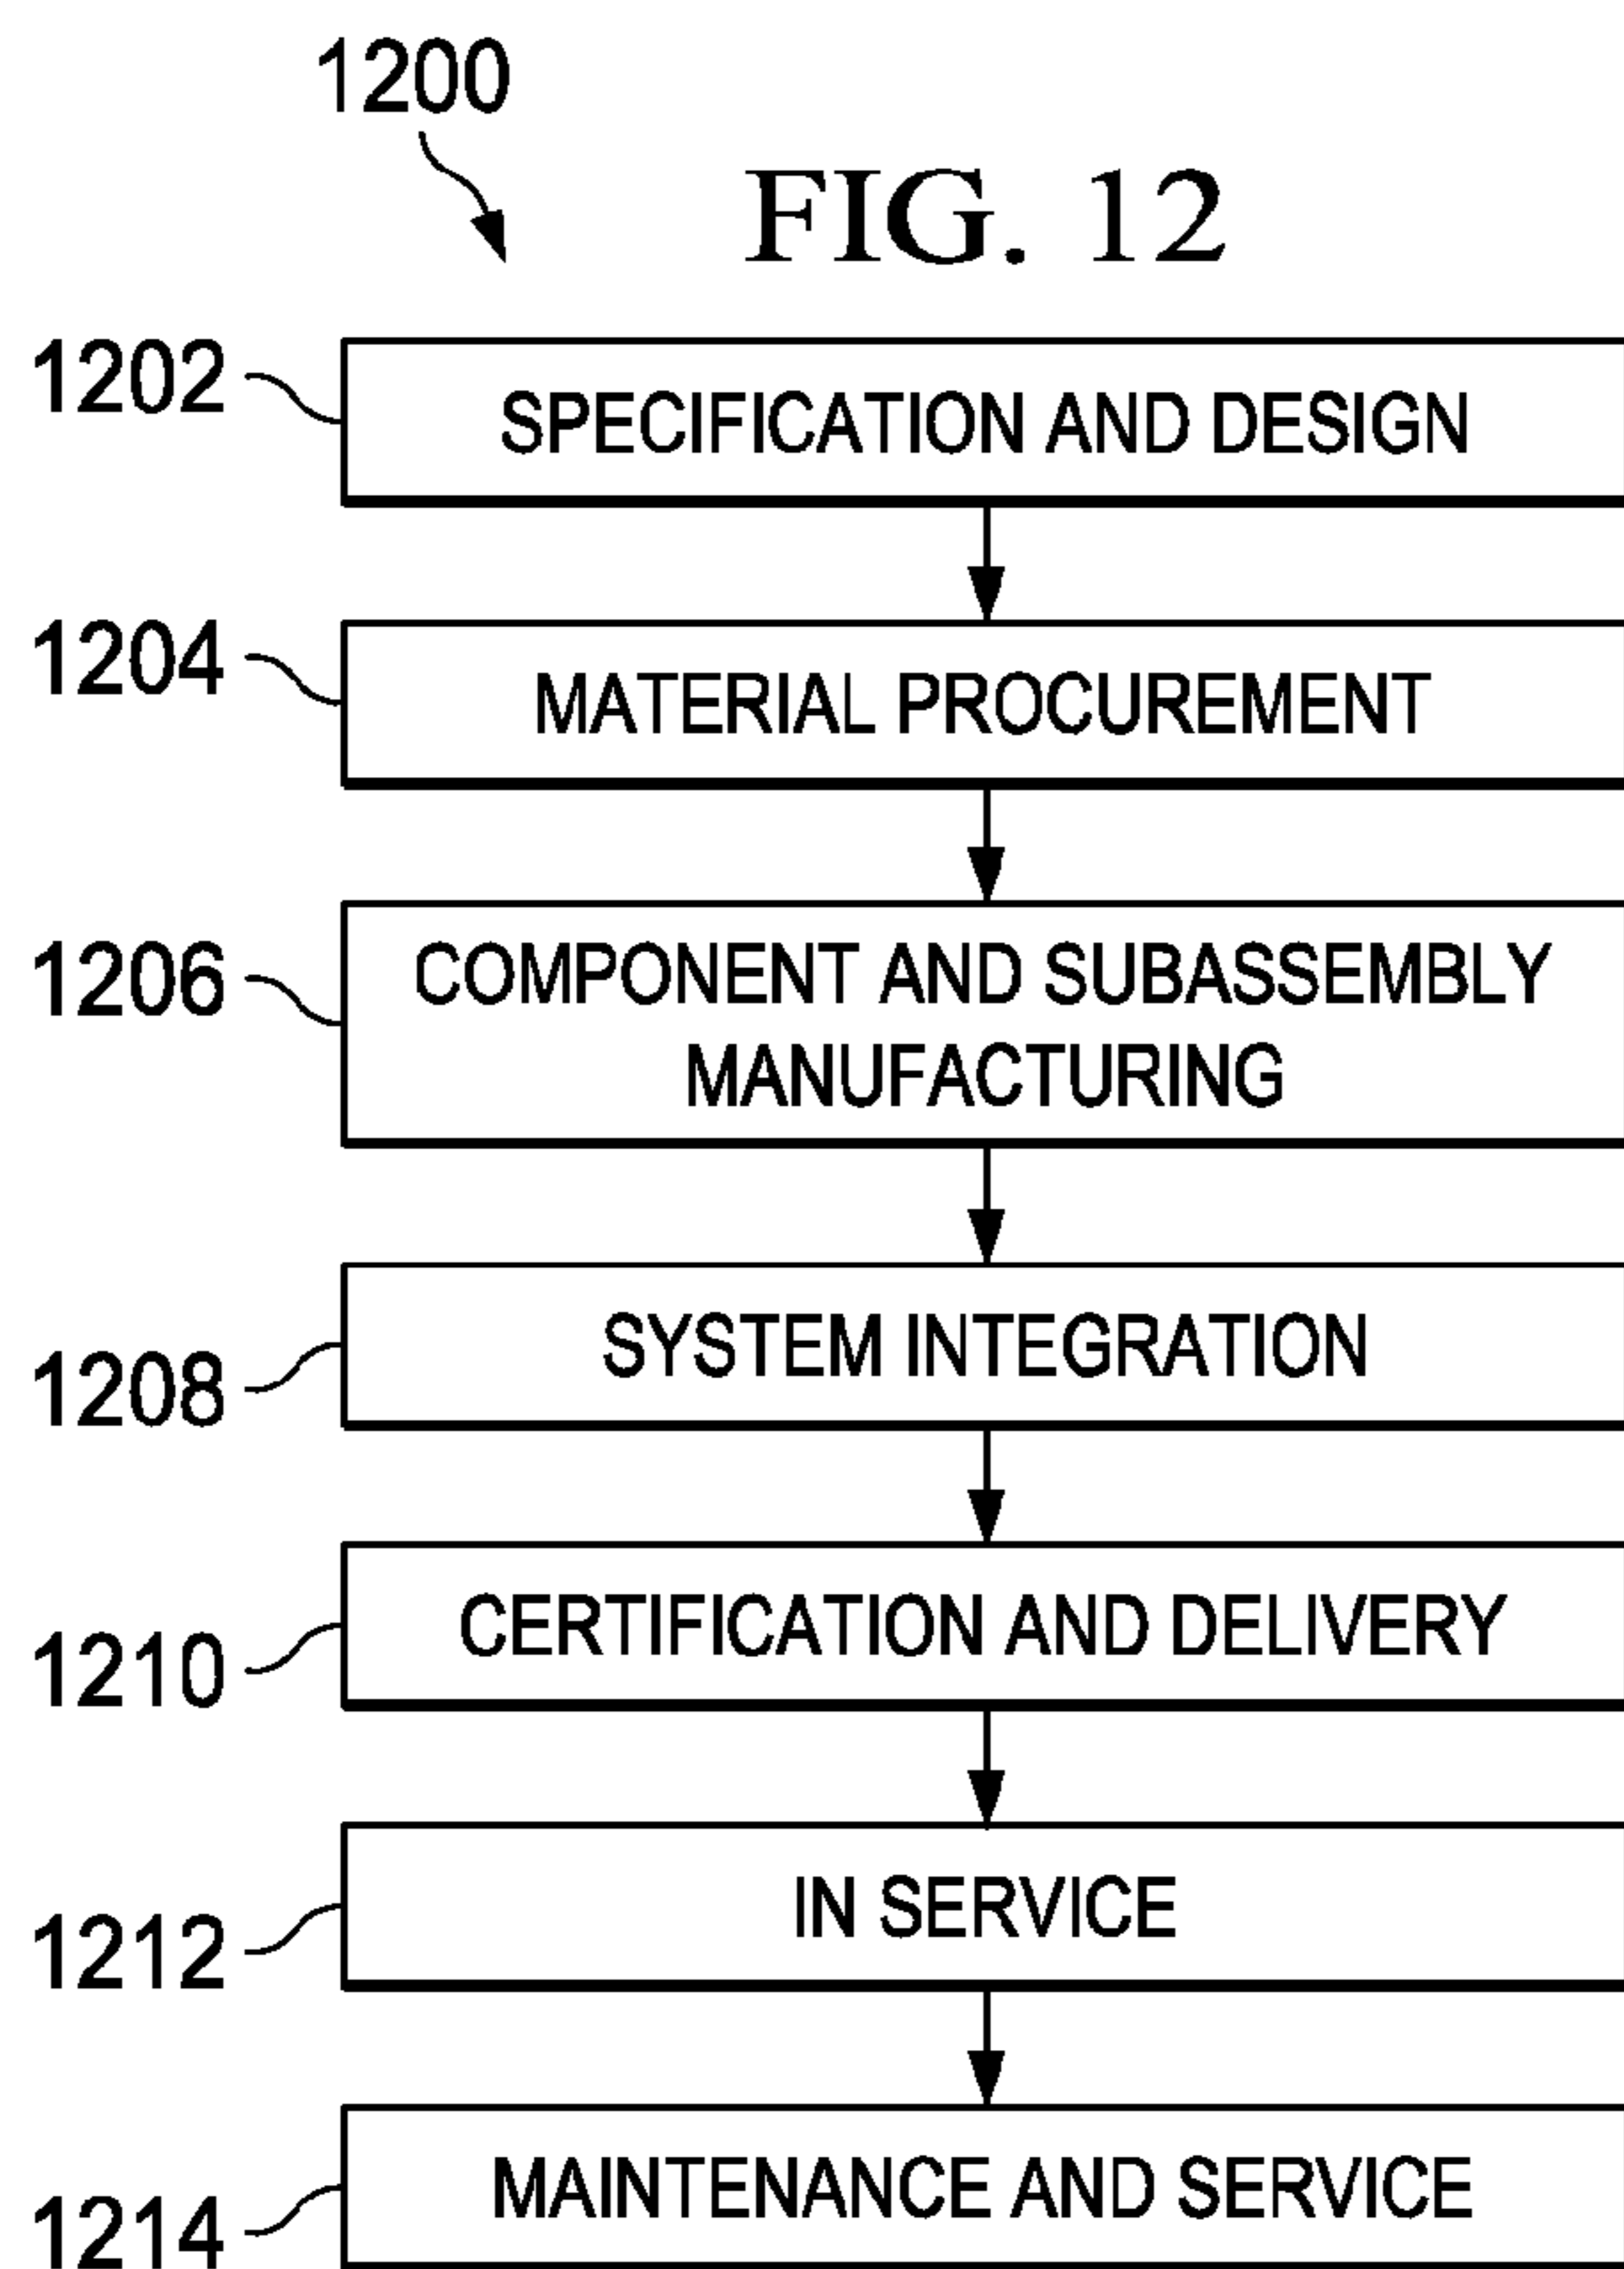 1200
FIG. 12
1202
SPECIFICATION AND DESIGN
1204
MATERIAL PROCUREMENT
1206
COMPONENT AND SUBASSEMBLY
MANUFACTURING
1208
SYSTEM INTEGRATION
1210
CERTIFICATION AND DELIVERY
1212
IN SERVICE
1214
MAINTENANCE AND SERVICE